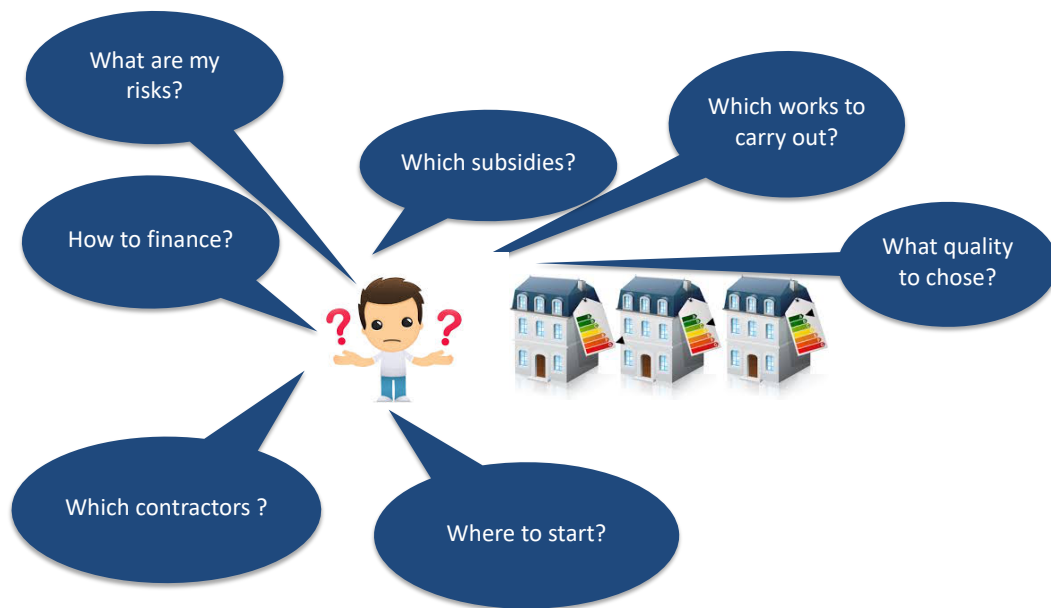 What are my
risks?
Which subsidies?
Which works to
carry out?
How to finance?
What quality
to chose?
? ?
Which contractors ?
Where to start?